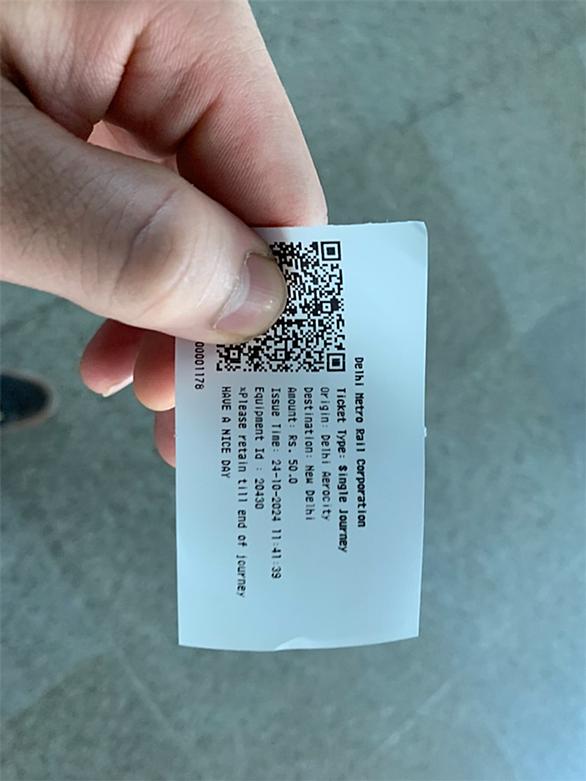 Delhi Metro Rail Corporation
Ticket Type: Single Journey
Origin: Delhi Aerocity
Destination: New Delhi
Amount: Rs. 50.0
Issue Time: 24-10-2024 11:41:39
Equipment Id : 20430
*Please retain till end of journey
HAVE A NICE DAY
00001178